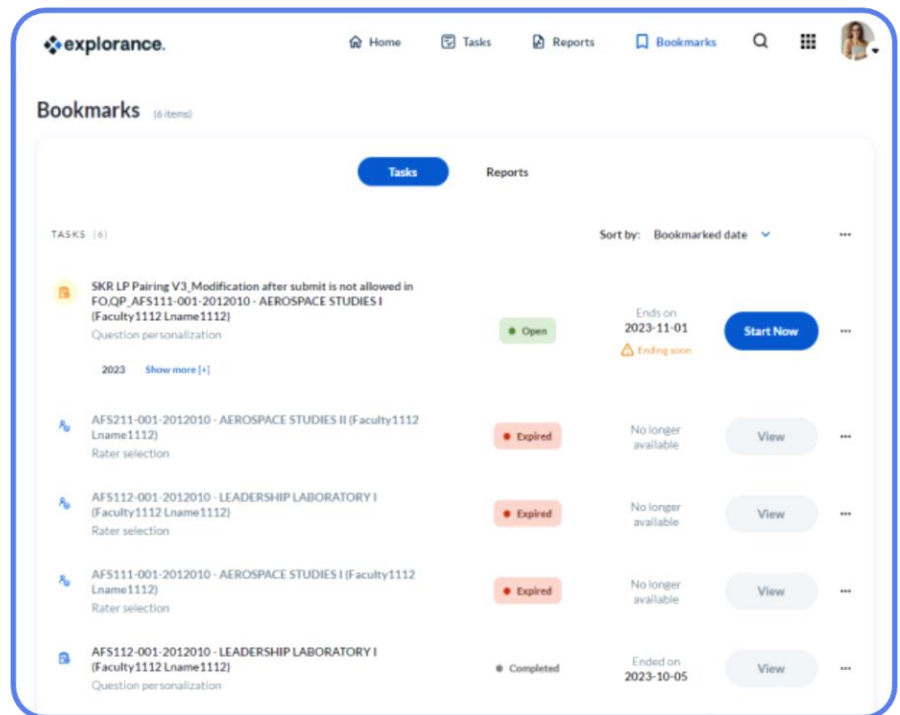 explorance.
Home Tasks Reports Bookmarks
Bookmarks (6 items)
Tasks Reports
TASKS (6) Sort by: Bookmarked date
SKR LP Pairing V3_Modification after submit is not allowed in
FO,QP_AFS111-001-2012010 - AEROSPACE STUDIES I
(Faculty1112 Lname1112)
Question personalization
2023 Show more [+]
Open
Ends on
2023-11-01
Ending soon
Start Now
AFS211-001-2012010 - AEROSPACE STUDIES II (Faculty1112
Lname1112)
Rater selection
Expired
No longer
available
View
AFS112-001-2012010 - LEADERSHIP LABORATORY I
(Faculty1112 Lname1112)
Rater selection
Expired
No longer
available
View
AFS111-001-2012010 - AEROSPACE STUDIES I (Faculty1112
Lname1112)
Rater selection
Expired
No longer
available
View
AFS112-001-2012010 - LEADERSHIP LABORATORY I
(Faculty1112 Lname1112)
Question personalization
Completed
Ended on
2023-10-05
View